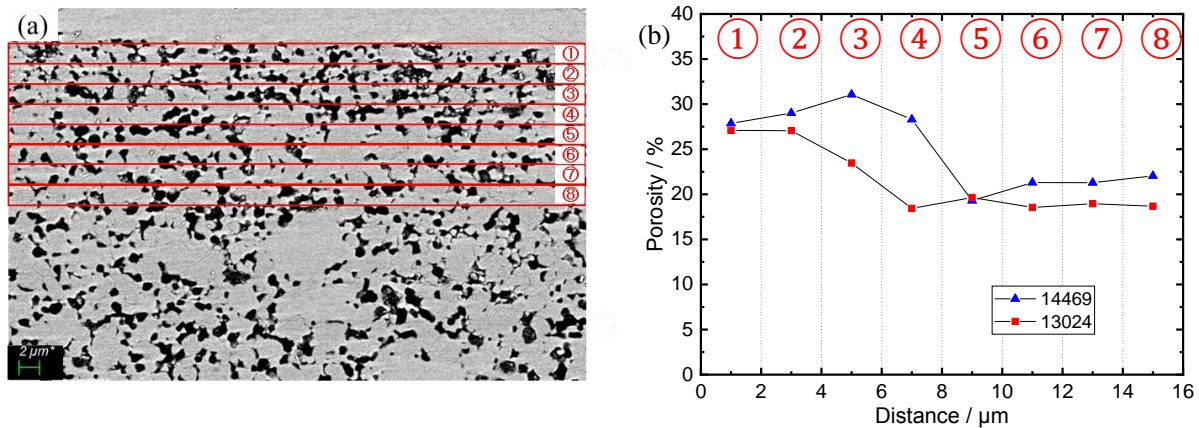 (a)
①
②
③
④
⑤
⑥
⑦
⑧
2 µm*
(b)
① ② ③ ④ ⑤ ⑥ ⑦ ⑧
40
35
30
25
20
15
10
5
0
Porosity / %
14469
13024
0 2 4 6 8 10 12 14 16
Distance / µm